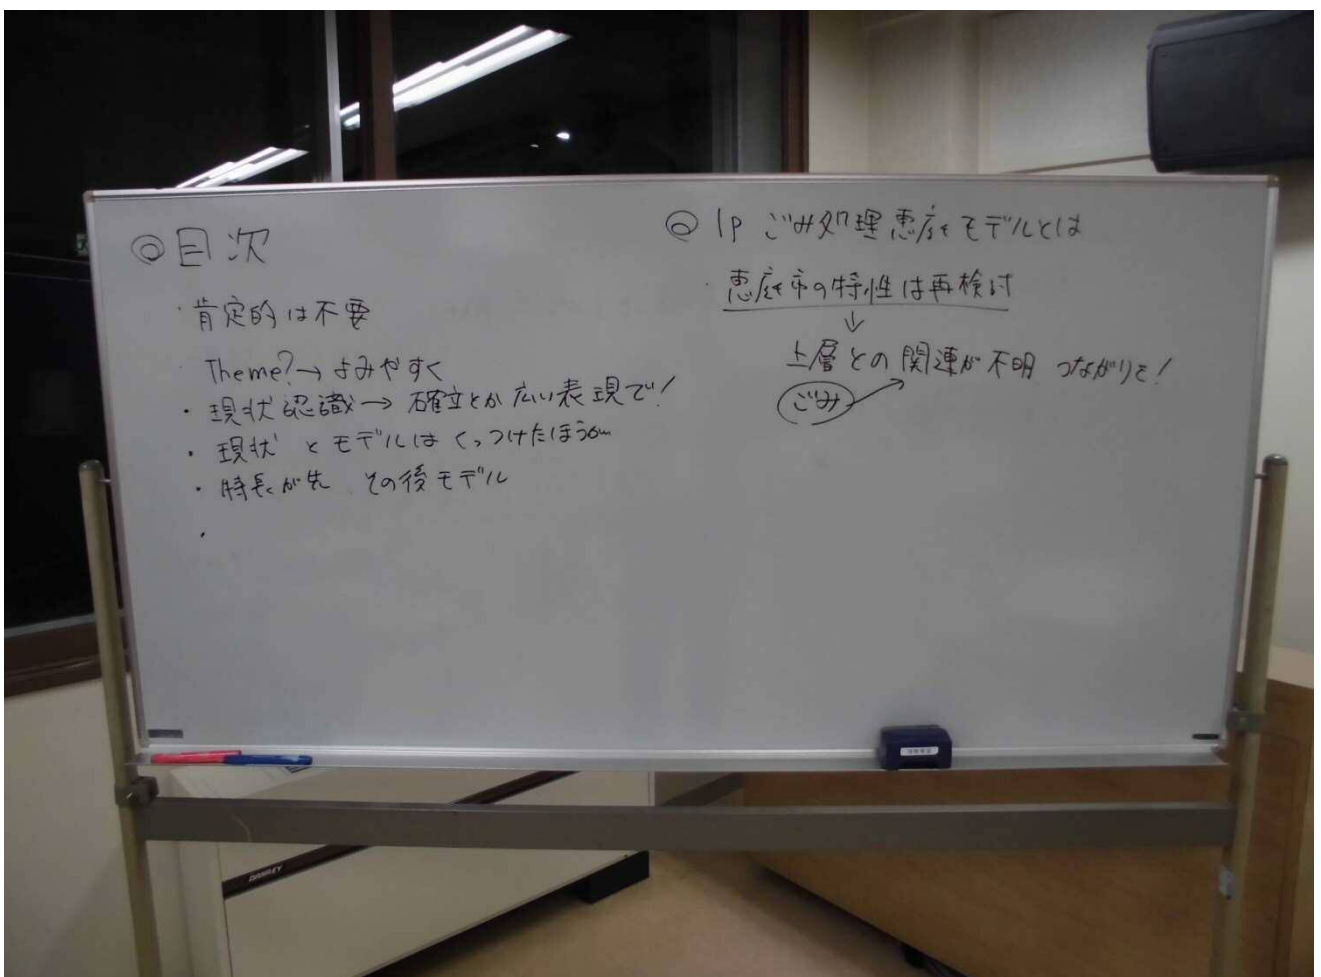 ◎目次
・肯定的は不要
Theme?→よみやすく
・現状認識→確立とか広い表現で!
・現状とモデルはくっつけたほうが
・特長が先 その後モデル
・
◎1p ごみ処理恵庭モデルとは
・恵庭市の特性は再検討
↓
上層との関連が不明 つながりを!
ごみ